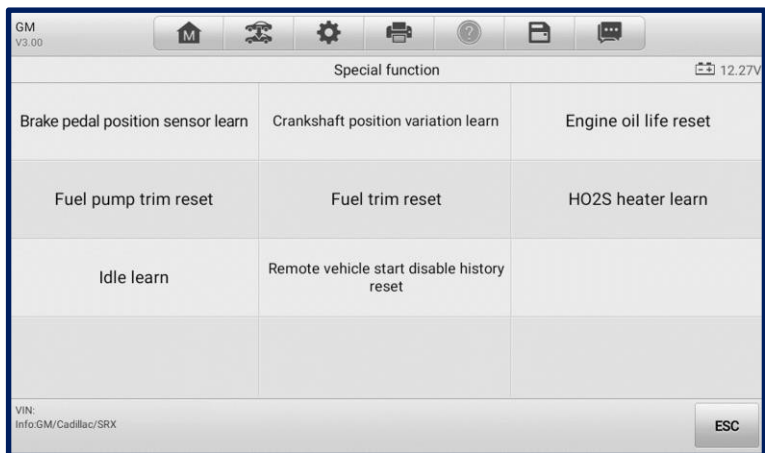 GM
V3.00
M
?
Special function
12.27V
Brake pedal position sensor learn
Crankshaft position variation learn
Engine oil life reset
Fuel pump trim reset
Fuel trim reset
HO2S heater learn
Idle learn
Remote vehicle start disable history
reset
VIN:
Info:GM/Cadillac/SRX
ESC